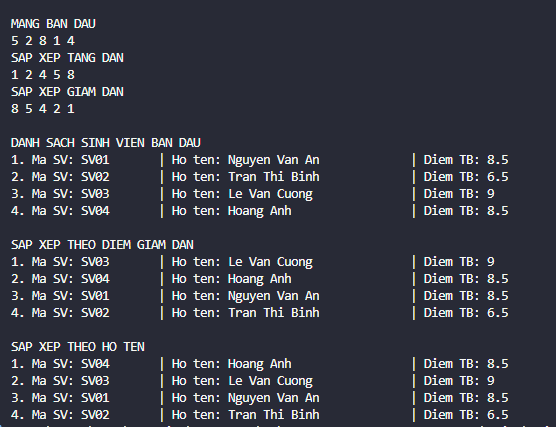 MANG BAN DAU
5 2 8 1 4
SAP XEP TANG DAN
1 2 4 5 8
SAP XEP GIAM DAN
8 5 4 2 1
DANH SACH SINH VIEN BAN DAU
1. Ma SV: SV01 | Ho ten: Nguyen Van An | Diem TB: 8.5
2. Ma SV: SV02 | Ho ten: Tran Thi Binh | Diem TB: 6.5
3. Ma SV: SV03 | Ho ten: Le Van Cuong | Diem TB: 9
4. Ma SV: SV04 | Ho ten: Hoang Anh | Diem TB: 8.5
SAP XEP THEO DIEM GIAM DAN
1. Ma SV: SV03 | Ho ten: Le Van Cuong | Diem TB: 9
2. Ma SV: SV04 | Ho ten: Hoang Anh | Diem TB: 8.5
3. Ma SV: SV01 | Ho ten: Nguyen Van An | Diem TB: 8.5
4. Ma SV: SV02 | Ho ten: Tran Thi Binh | Diem TB: 6.5
SAP XEP THEO HO TEN
1. Ma SV: SV04 | Ho ten: Hoang Anh | Diem TB: 8.5
2. Ma SV: SV03 | Ho ten: Le Van Cuong | Diem TB: 9
3. Ma SV: SV01 | Ho ten: Nguyen Van An | Diem TB: 8.5
4. Ma SV: SV02 | Ho ten: Tran Thi Binh | Diem TB: 6.5